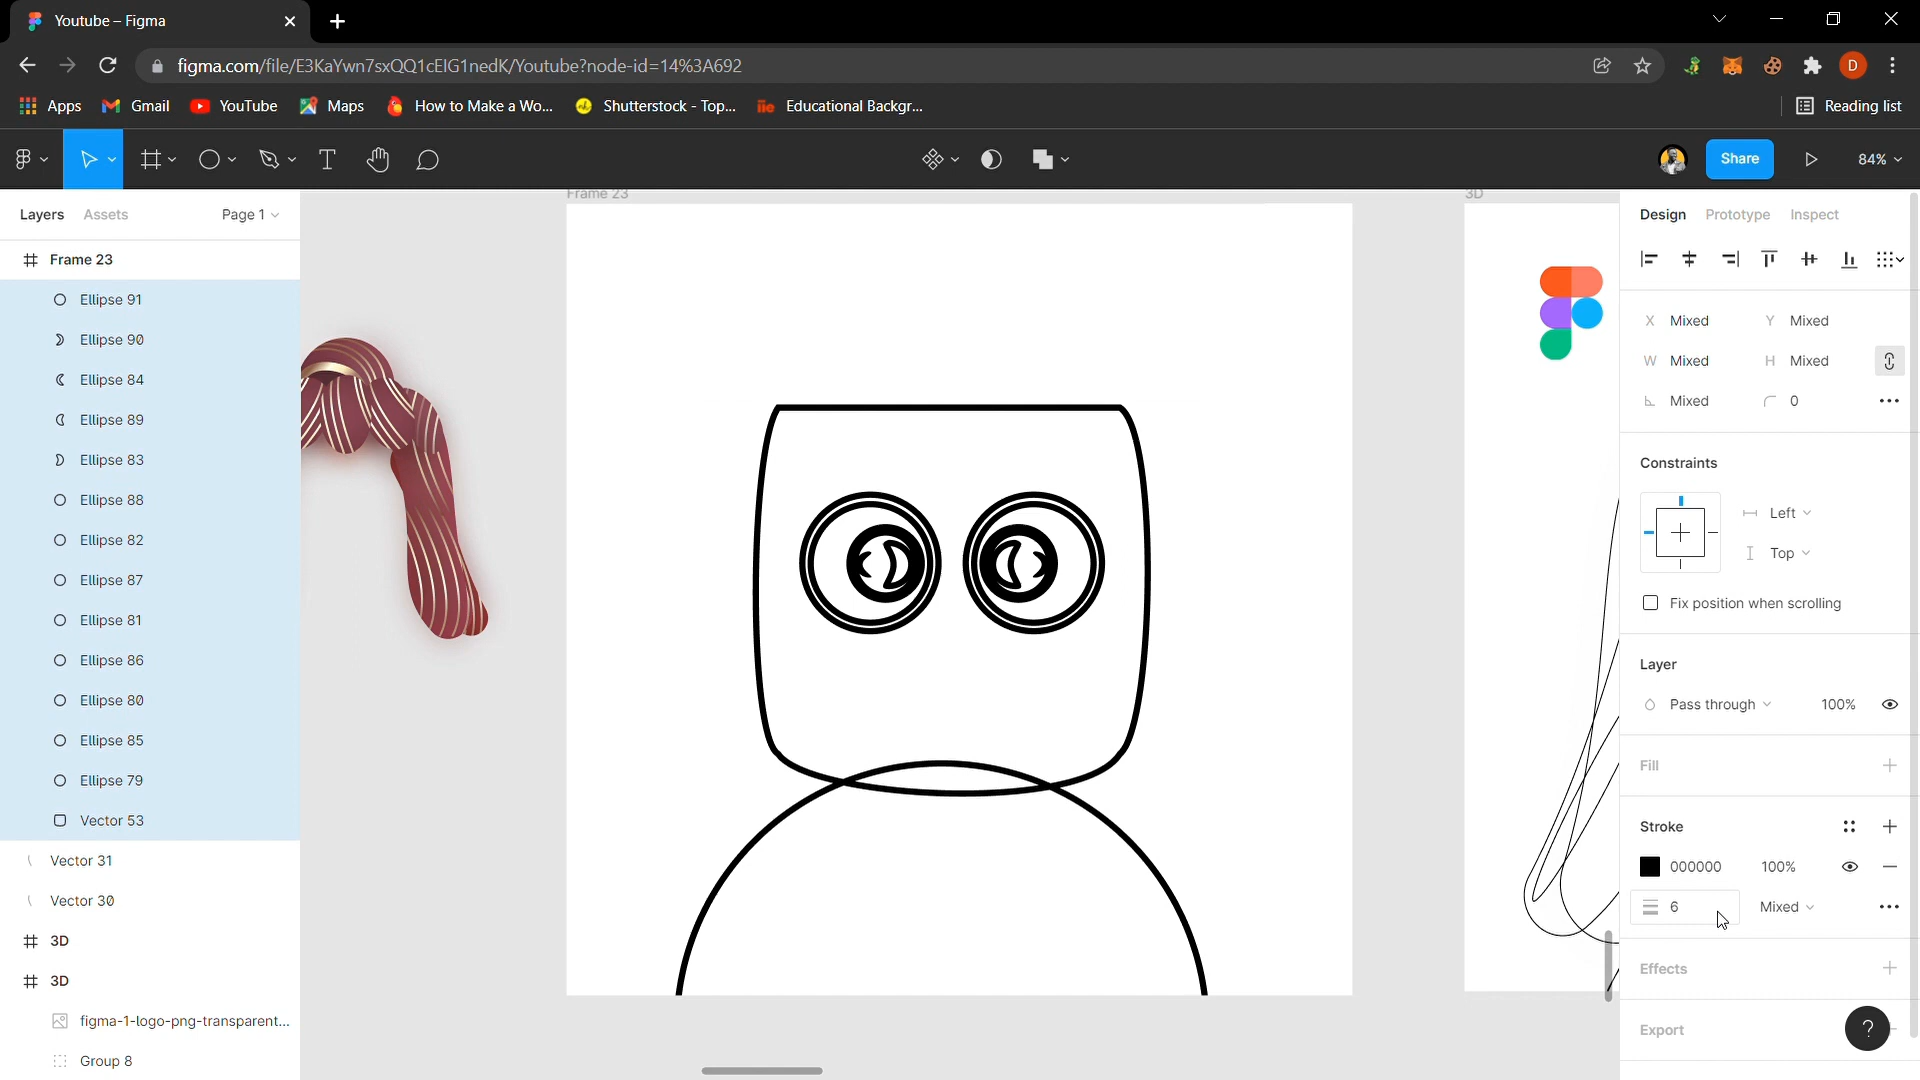 Youtube – Figma
figma.com/file/E3KaYwn7sxQQ1cEIG1nedK/Youtube?node-id=14%3A692
D
Apps
Gmail
YouTube
Maps
How to Make a Wo...
Shutterstock - Top...
Educational Backgr...
Reading list
Share
84%
Layers
Assets
Page 1
Frame 23
Ellipse 91
Ellipse 90
Ellipse 84
Ellipse 89
Ellipse 83
Ellipse 88
Ellipse 82
Ellipse 87
Ellipse 81
Ellipse 86
Ellipse 80
Ellipse 85
Ellipse 79
Vector 53
Vector 31
Vector 30
3D
3D
figma-1-logo-png-transparent...
Group 8
Frame 23
3D
Design
Prototype
Inspect
X Mixed
Y Mixed
W Mixed
H Mixed
Mixed
0
Constraints
Left
Top
Fix position when scrolling
Layer
Pass through
100%
Fill
Stroke
000000
100%
6
Mixed
Effects
Export
?